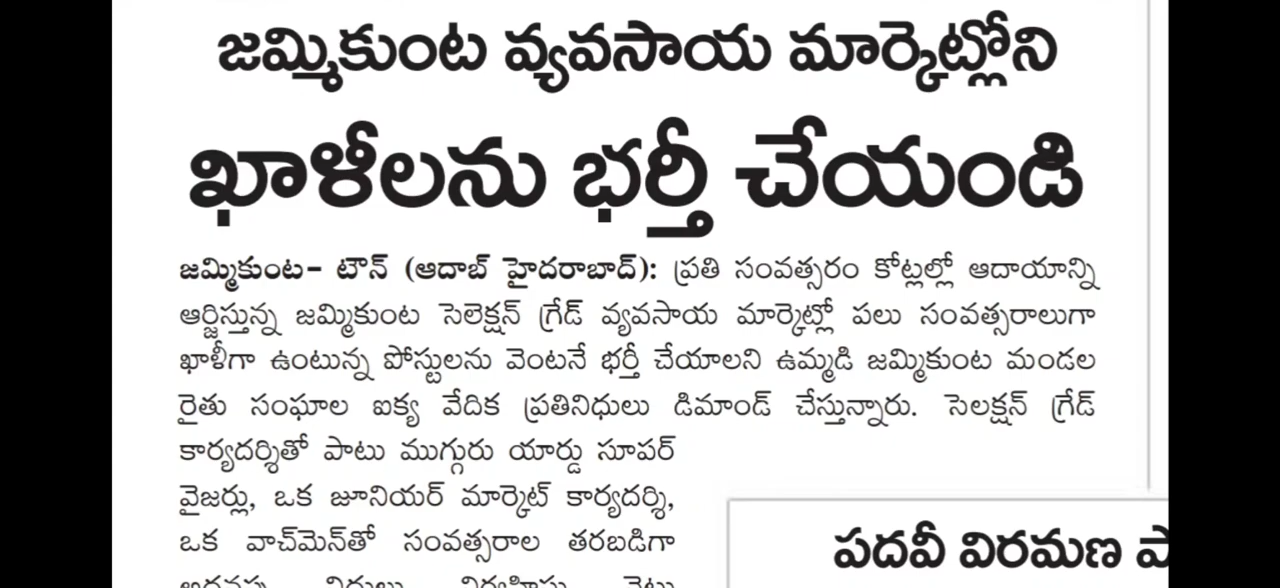 జమ్మికుంట వ్యవసాయ మార్కెట్లోని
ఖాళీలను భర్తీ చేయండి
జమ్మికుంట- టౌన్ (ఆదాబ్ హైదరాబాద్): ప్రతి సంవత్సరం కోట్లల్లో ఆదాయాన్ని
ఆర్జిస్తున్న జమ్మికుంట సెలెక్షన్ గ్రేడ్ వ్యవసాయ మార్కెట్లో పలు సంవత్సరాలుగా
ఖాళీగా ఉంటున్న పోస్టులను వెంటనే భర్తీ చేయాలని ఉమ్మడి జమ్మికుంట మండల
రైతు సంఘాల ఐక్య వేదిక ప్రతినిధులు డిమాండ్ చేస్తున్నారు. సెలక్షన్ గ్రేడ్
కార్యదర్శితో పాటు ముగ్గురు యార్డు సూపర్
వైజర్లు, ఒక జూనియర్ మార్కెట్ కార్యదర్శి,
ఒక వాచ్‌మెన్‌తో సంవత్సరాల తరబడిగా
పదవీ విరమణ